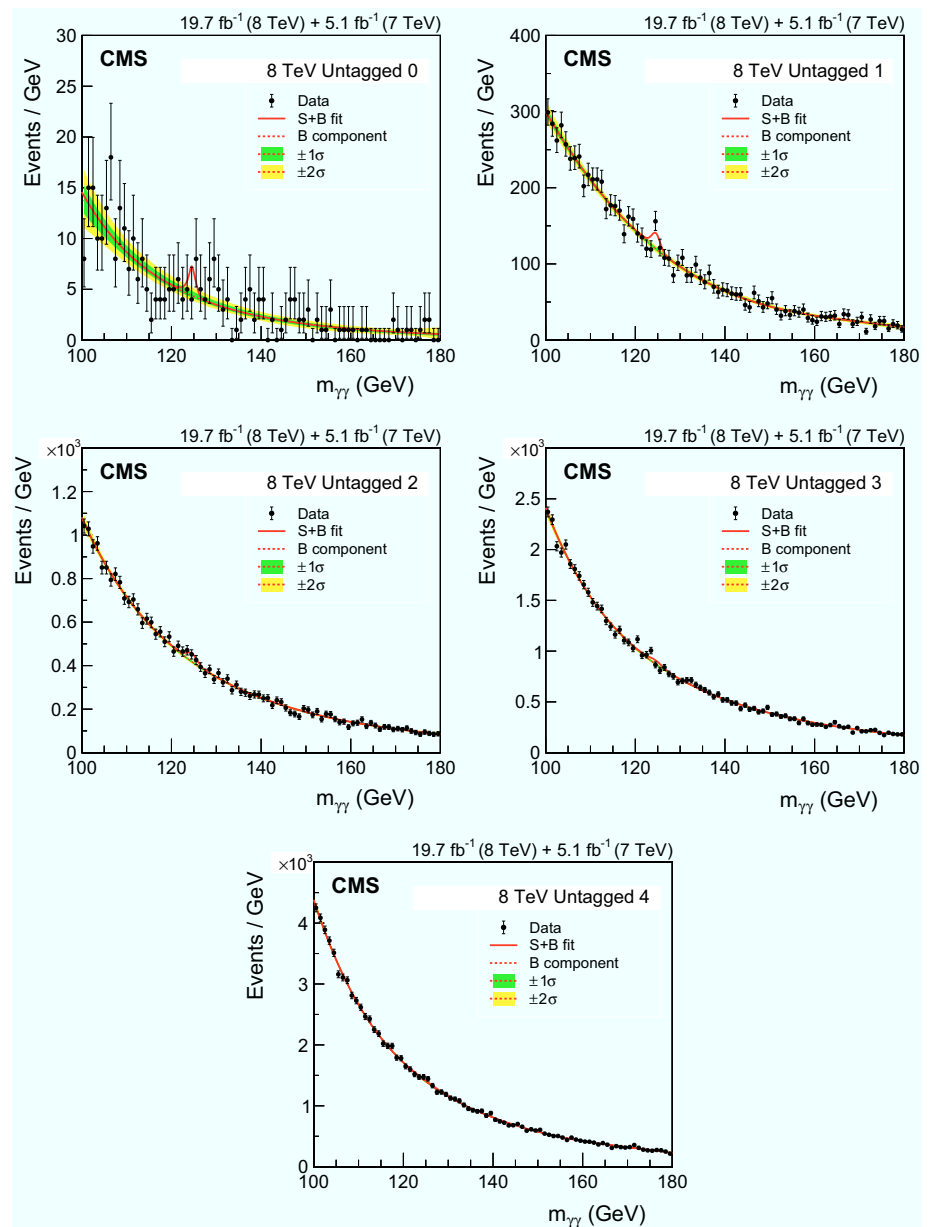 19.7 fb⁻¹ (8 TeV) + 5.1 fb⁻¹ (7 TeV)
CMS
8 TeV Untagged 0
Data
S+B fit
B component
±1σ
±2σ
Events / GeV
30
25
20
15
10
5
0
100 120 140 160 180
mγγ (GeV)
19.7 fb⁻¹ (8 TeV) + 5.1 fb⁻¹ (7 TeV)
CMS
8 TeV Untagged 1
Data
S+B fit
B component
±1σ
±2σ
Events / GeV
400
300
200
100
0
100 120 140 160 180
mγγ (GeV)
19.7 fb⁻¹ (8 TeV) + 5.1 fb⁻¹ (7 TeV)
×10³
CMS
8 TeV Untagged 2
Data
S+B fit
B component
±1σ
±2σ
Events / GeV
1.2
1
0.8
0.6
0.4
0.2
0
100 120 140 160 180
mγγ (GeV)
19.7 fb⁻¹ (8 TeV) + 5.1 fb⁻¹ (7 TeV)
×10³
CMS
8 TeV Untagged 3
Data
S+B fit
B component
±1σ
±2σ
Events / GeV
2.5
2
1.5
1
0.5
0
100 120 140 160 180
mγγ (GeV)
19.7 fb⁻¹ (8 TeV) + 5.1 fb⁻¹ (7 TeV)
×10³
CMS
8 TeV Untagged 4
Data
S+B fit
B component
±1σ
±2σ
Events / GeV
4
3
2
1
0
100 120 140 160 180
mγγ (GeV)